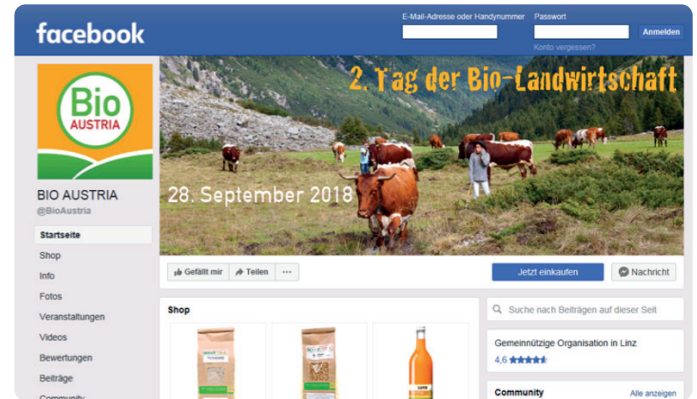 E-Mail-Adresse oder Handynummer Passwort
facebook
Anmelden
Konto vergessen?
2. Tag der Bio-Landwirtschaft
Bio
AUSTRIA
28. September 2018
BIO AUSTRIA
@BioAustria
Startseite
Shop
Info
Fotos
Veranstaltungen
Videos
Bewertungen
Beiträge
Community
Gefällt mir Teilen ...
Jetzt einkaufen Nachricht
Shop
Suche nach Beiträgen auf dieser Seit
Gemeinnützige Organisation in Linz
4,6
Community Alle anzeigen